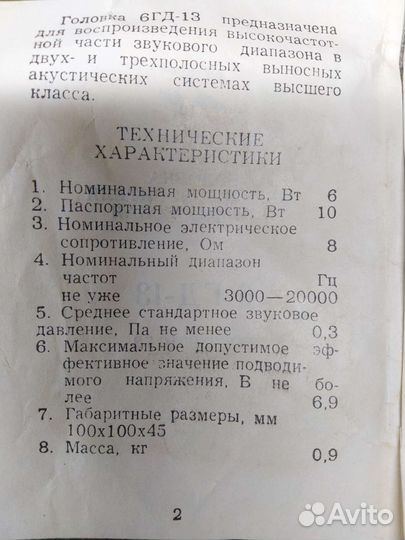 Головка 6ГД-13 предназначена
для воспроизведения высокочастот-
ной части звукового диапазона в
двух- и трехполосных выносных
акустических системах высшего
класса.
ТЕХНИЧЕСКИЕ
ХАРАКТЕРИСТИКИ
1. Номинальная мощность, Вт 6
2. Паспортная мощность, Вт 10
3. Номинальное электрическое
сопротивление, Ом 8
4. Номинальный диапазон
частот Гц
не уже 3000—20000
5. Среднее стандартное звуковое
давление, Па не менее 0,3
6. Максимальное допустимое эф-
фективное значение подводи-
мого напряжения, В не бо-
лее 6,9
7. Габаритные размеры, мм
100х100х45
8. Масса, кг 0,9
2
Avito